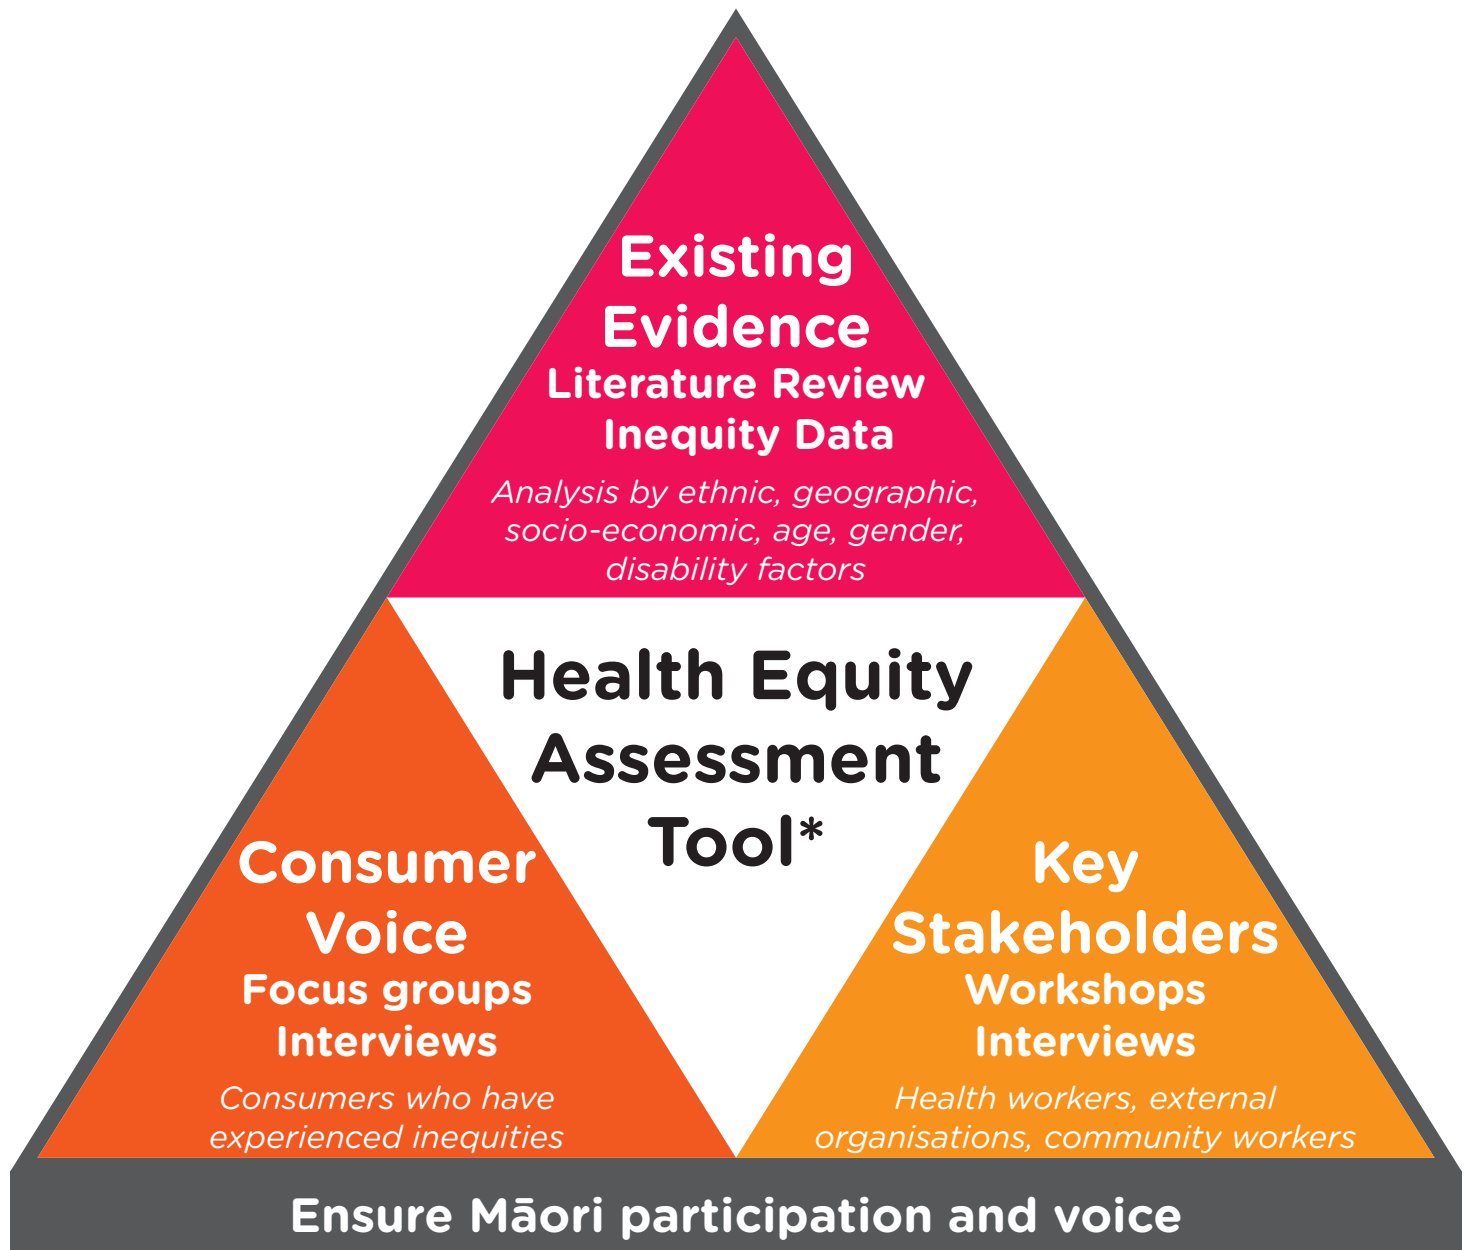 Existing
Evidence
Literature Review
Inequity Data
Analysis by ethnic, geographic,
socio-economic, age, gender,
disability factors
Health Equity
Assessment
Tool*
Consumer
Voice
Focus groups
Interviews
Consumers who have
experienced inequities
Key
Stakeholders
Workshops
Interviews
Health workers, external
organisations, community workers
Ensure Māori participation and voice